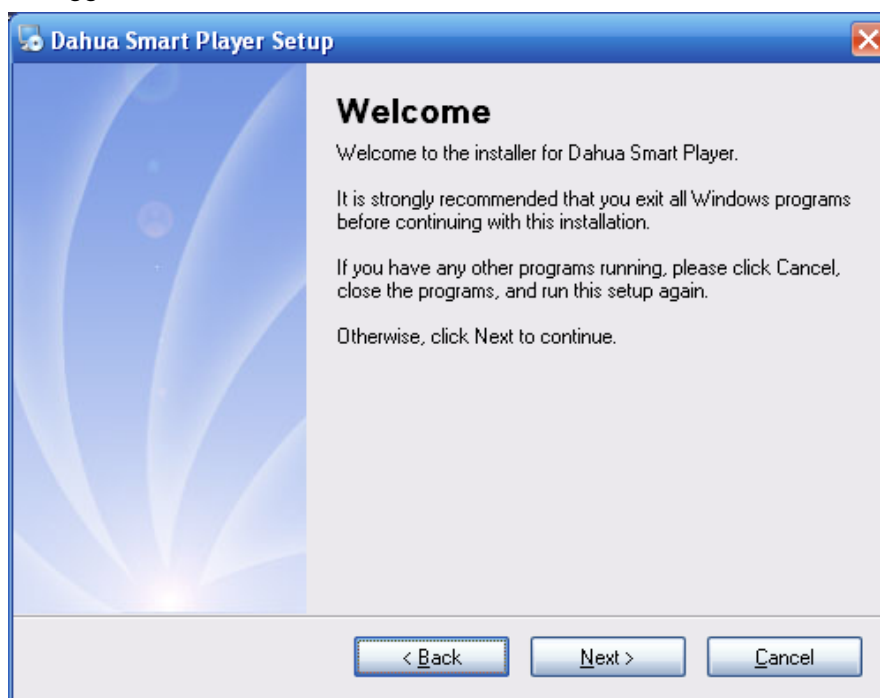 Dahua Smart Player Setup
Welcome
Welcome to the installer for Dahua Smart Player.
It is strongly recommended that you exit all Windows programs
before continuing with this installation.
If you have any other programs running, please click Cancel,
close the programs, and run this setup again.
Otherwise, click Next to continue.
< Back
Next >
Cancel